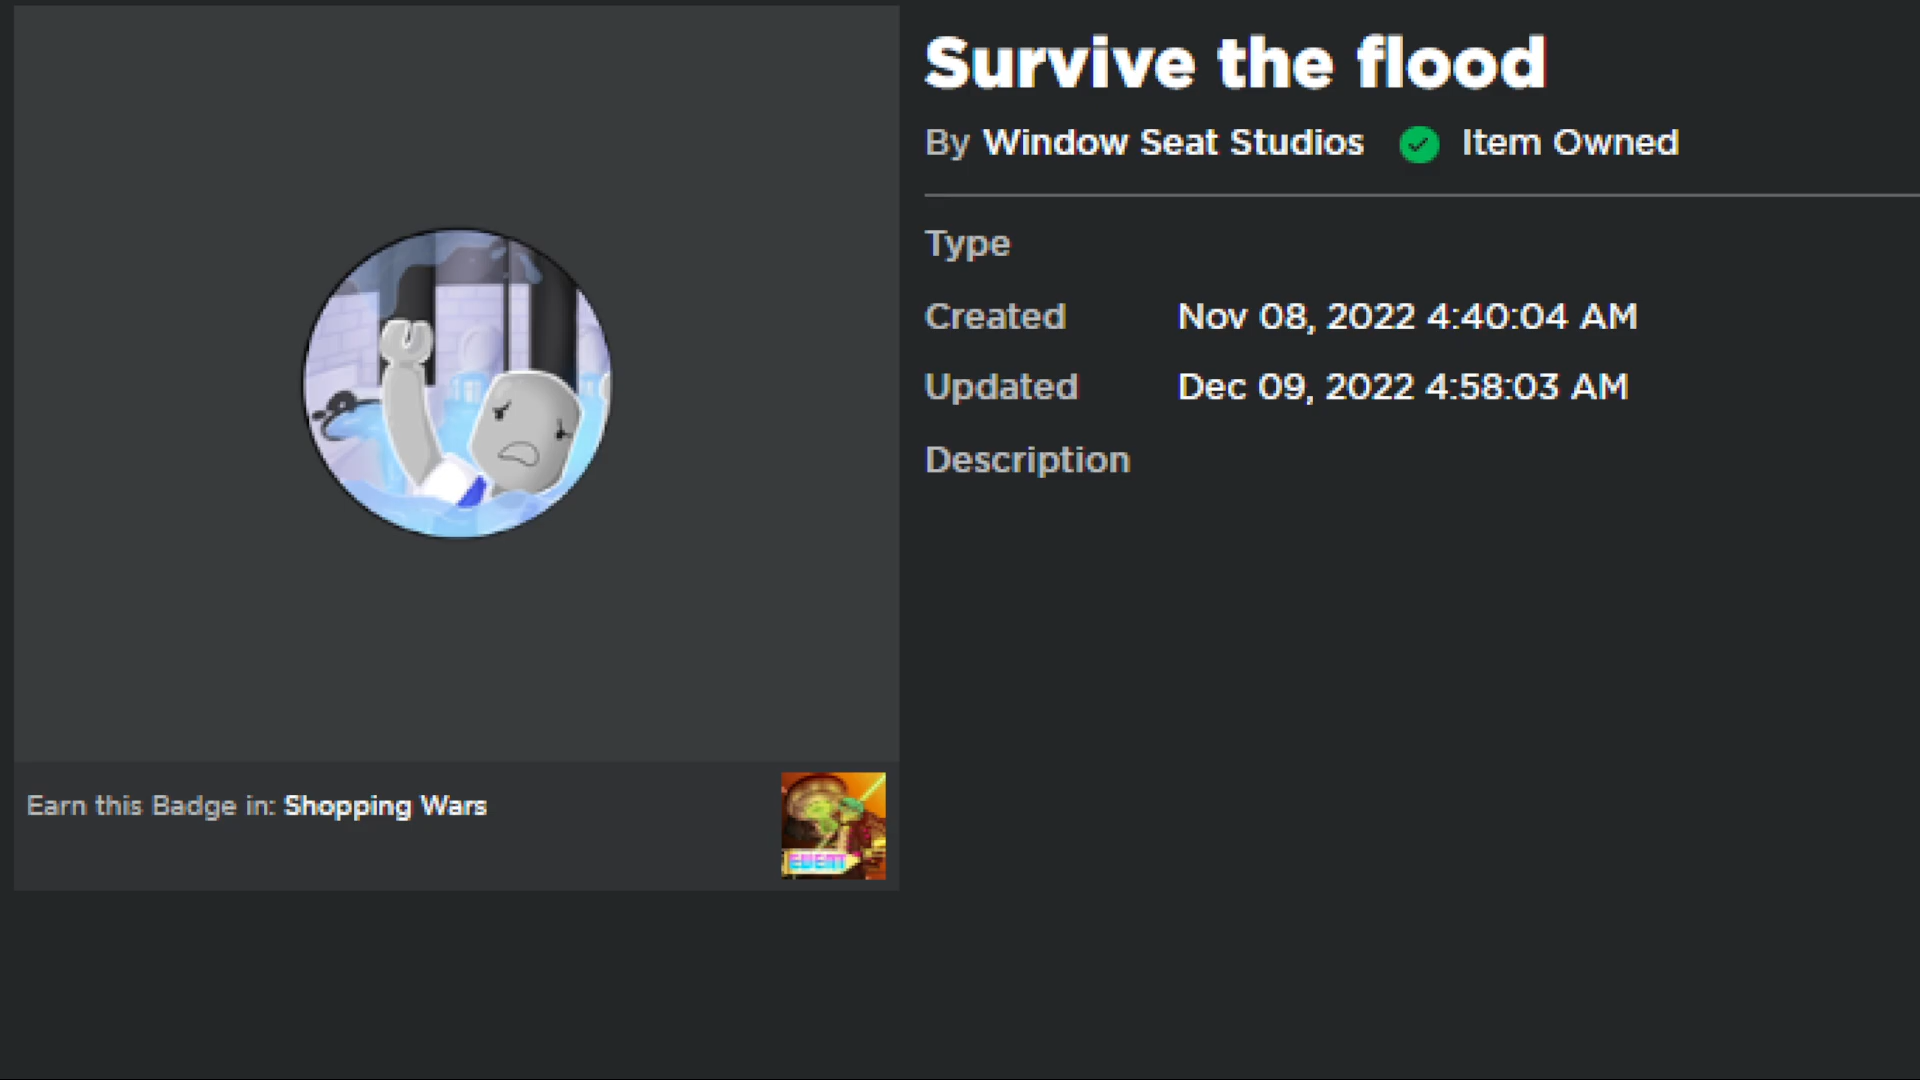 Survive the flood
By Window Seat Studios Item Owned
Type
Created Nov 08, 2022 4:40:04 AM
Updated Dec 09, 2022 4:58:03 AM
Description
Earn this Badge in: Shopping Wars
EVENT